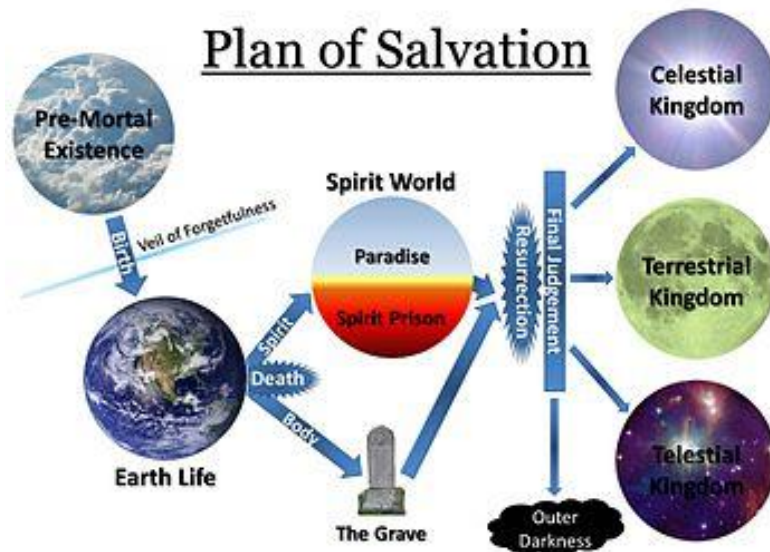 Plan of Salvation
Pre-Mortal
Existence
Veil of Forgetfulness
Birth
Earth Life
Spirit
Death
Body
Spirit World
Paradise
Spirit Prison
The Grave
Resurrection
Final Judgement
Celestial
Kingdom
Terrestrial
Kingdom
Telestial
Kingdom
Outer
Darkness